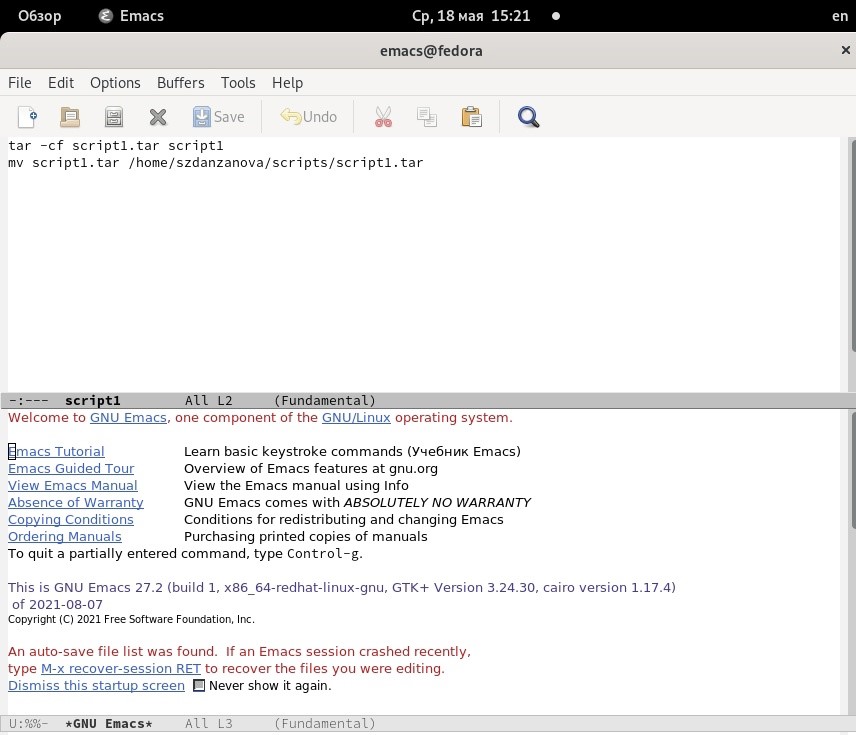 Обзор Emacs Ср, 18 мая 15:21 en
emacs@fedora ×
File Edit Options Buffers Tools Help
Save Undo
tar -cf script1.tar script1
mv script1.tar /home/szdanzanova/scripts/script1.tar
-:--- script1 All L2 (Fundamental)
Welcome to GNU Emacs, one component of the GNU/Linux operating system.
Emacs Tutorial Learn basic keystroke commands (Учебник Emacs)
Emacs Guided Tour Overview of Emacs features at gnu.org
View Emacs Manual View the Emacs manual using Info
Absence of Warranty GNU Emacs comes with ABSOLUTELY NO WARRANTY
Copying Conditions Conditions for redistributing and changing Emacs
Ordering Manuals Purchasing printed copies of manuals
To quit a partially entered command, type Control-g.
This is GNU Emacs 27.2 (build 1, x86_64-redhat-linux-gnu, GTK+ Version 3.24.30, cairo version 1.17.4)
of 2021-08-07
Copyright (C) 2021 Free Software Foundation, Inc.
An auto-save file list was found. If an Emacs session crashed recently,
type M-x recover-session RET to recover the files you were editing.
Dismiss this startup screen Never show it again.
U:%%- *GNU Emacs* All L3 (Fundamental)